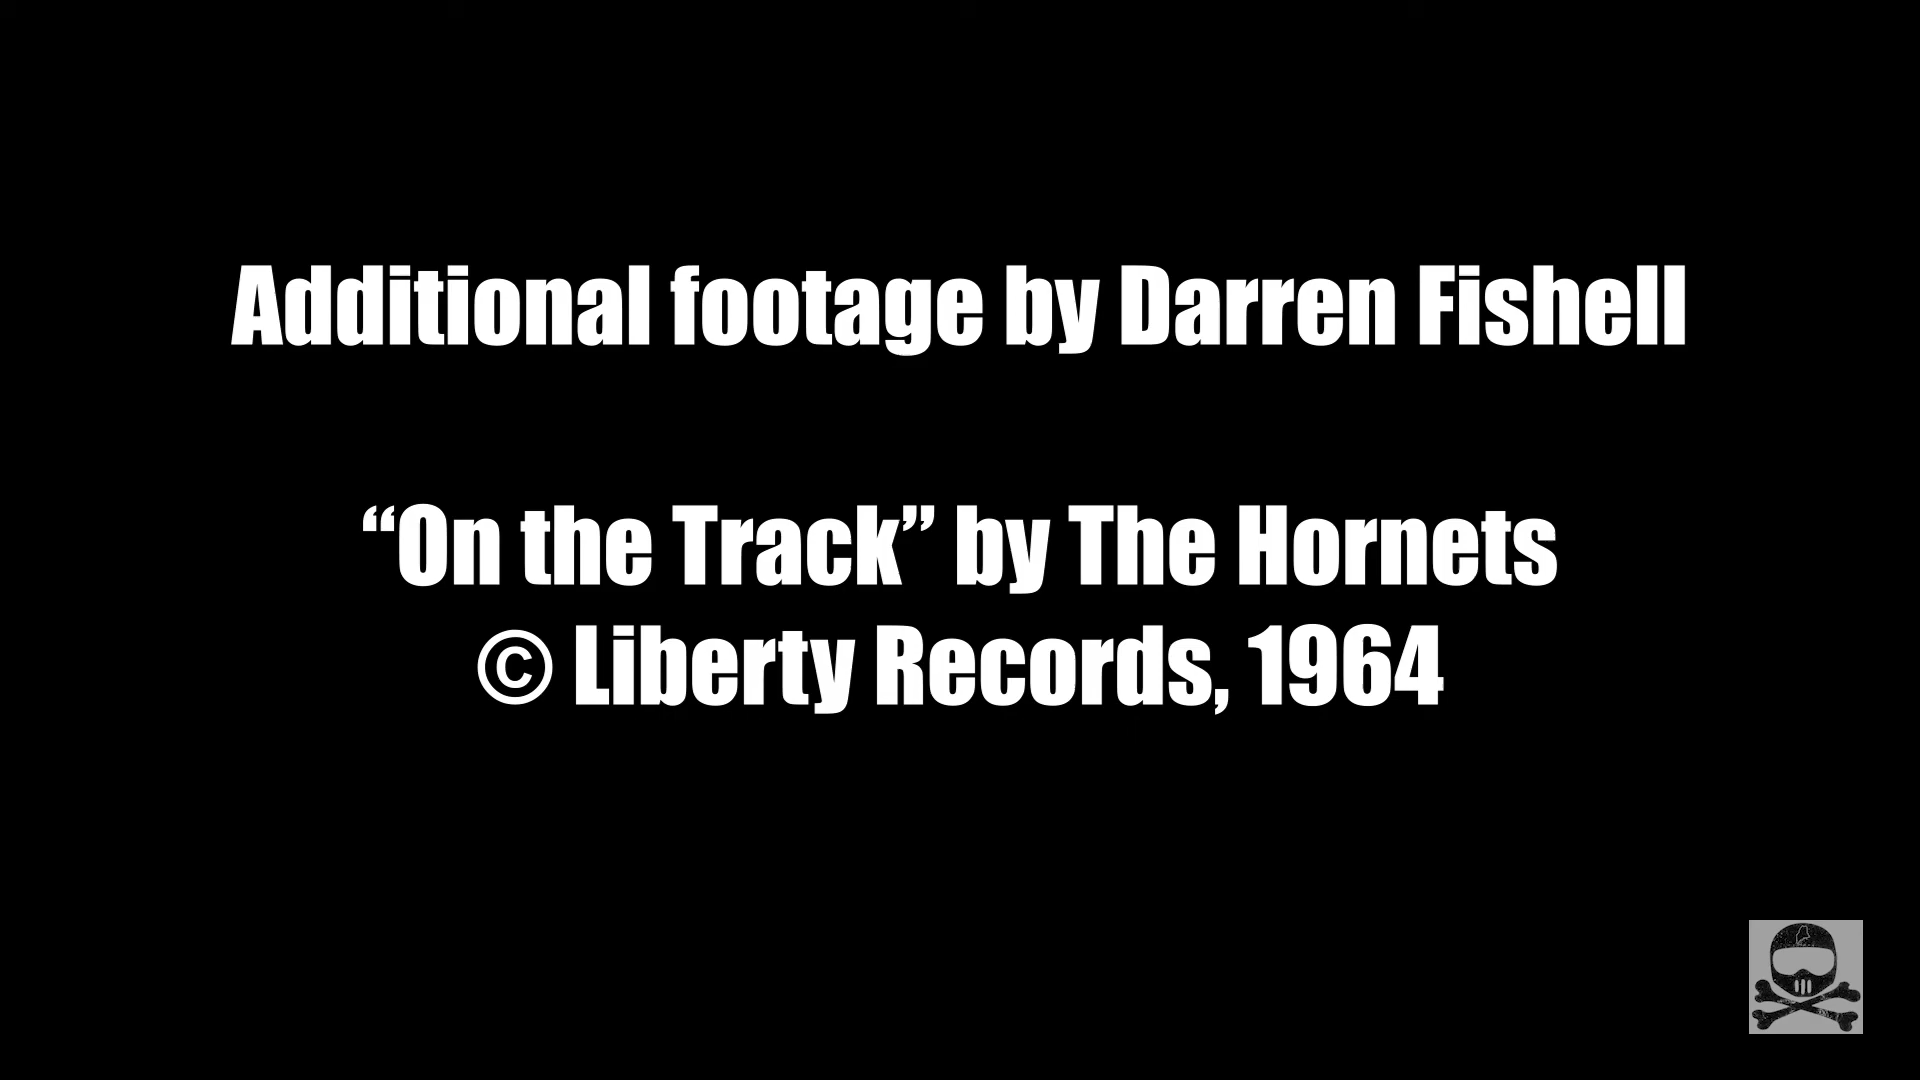 Additional footage by Darren Fishell
“On the Track” by The Hornets
© Liberty Records, 1964